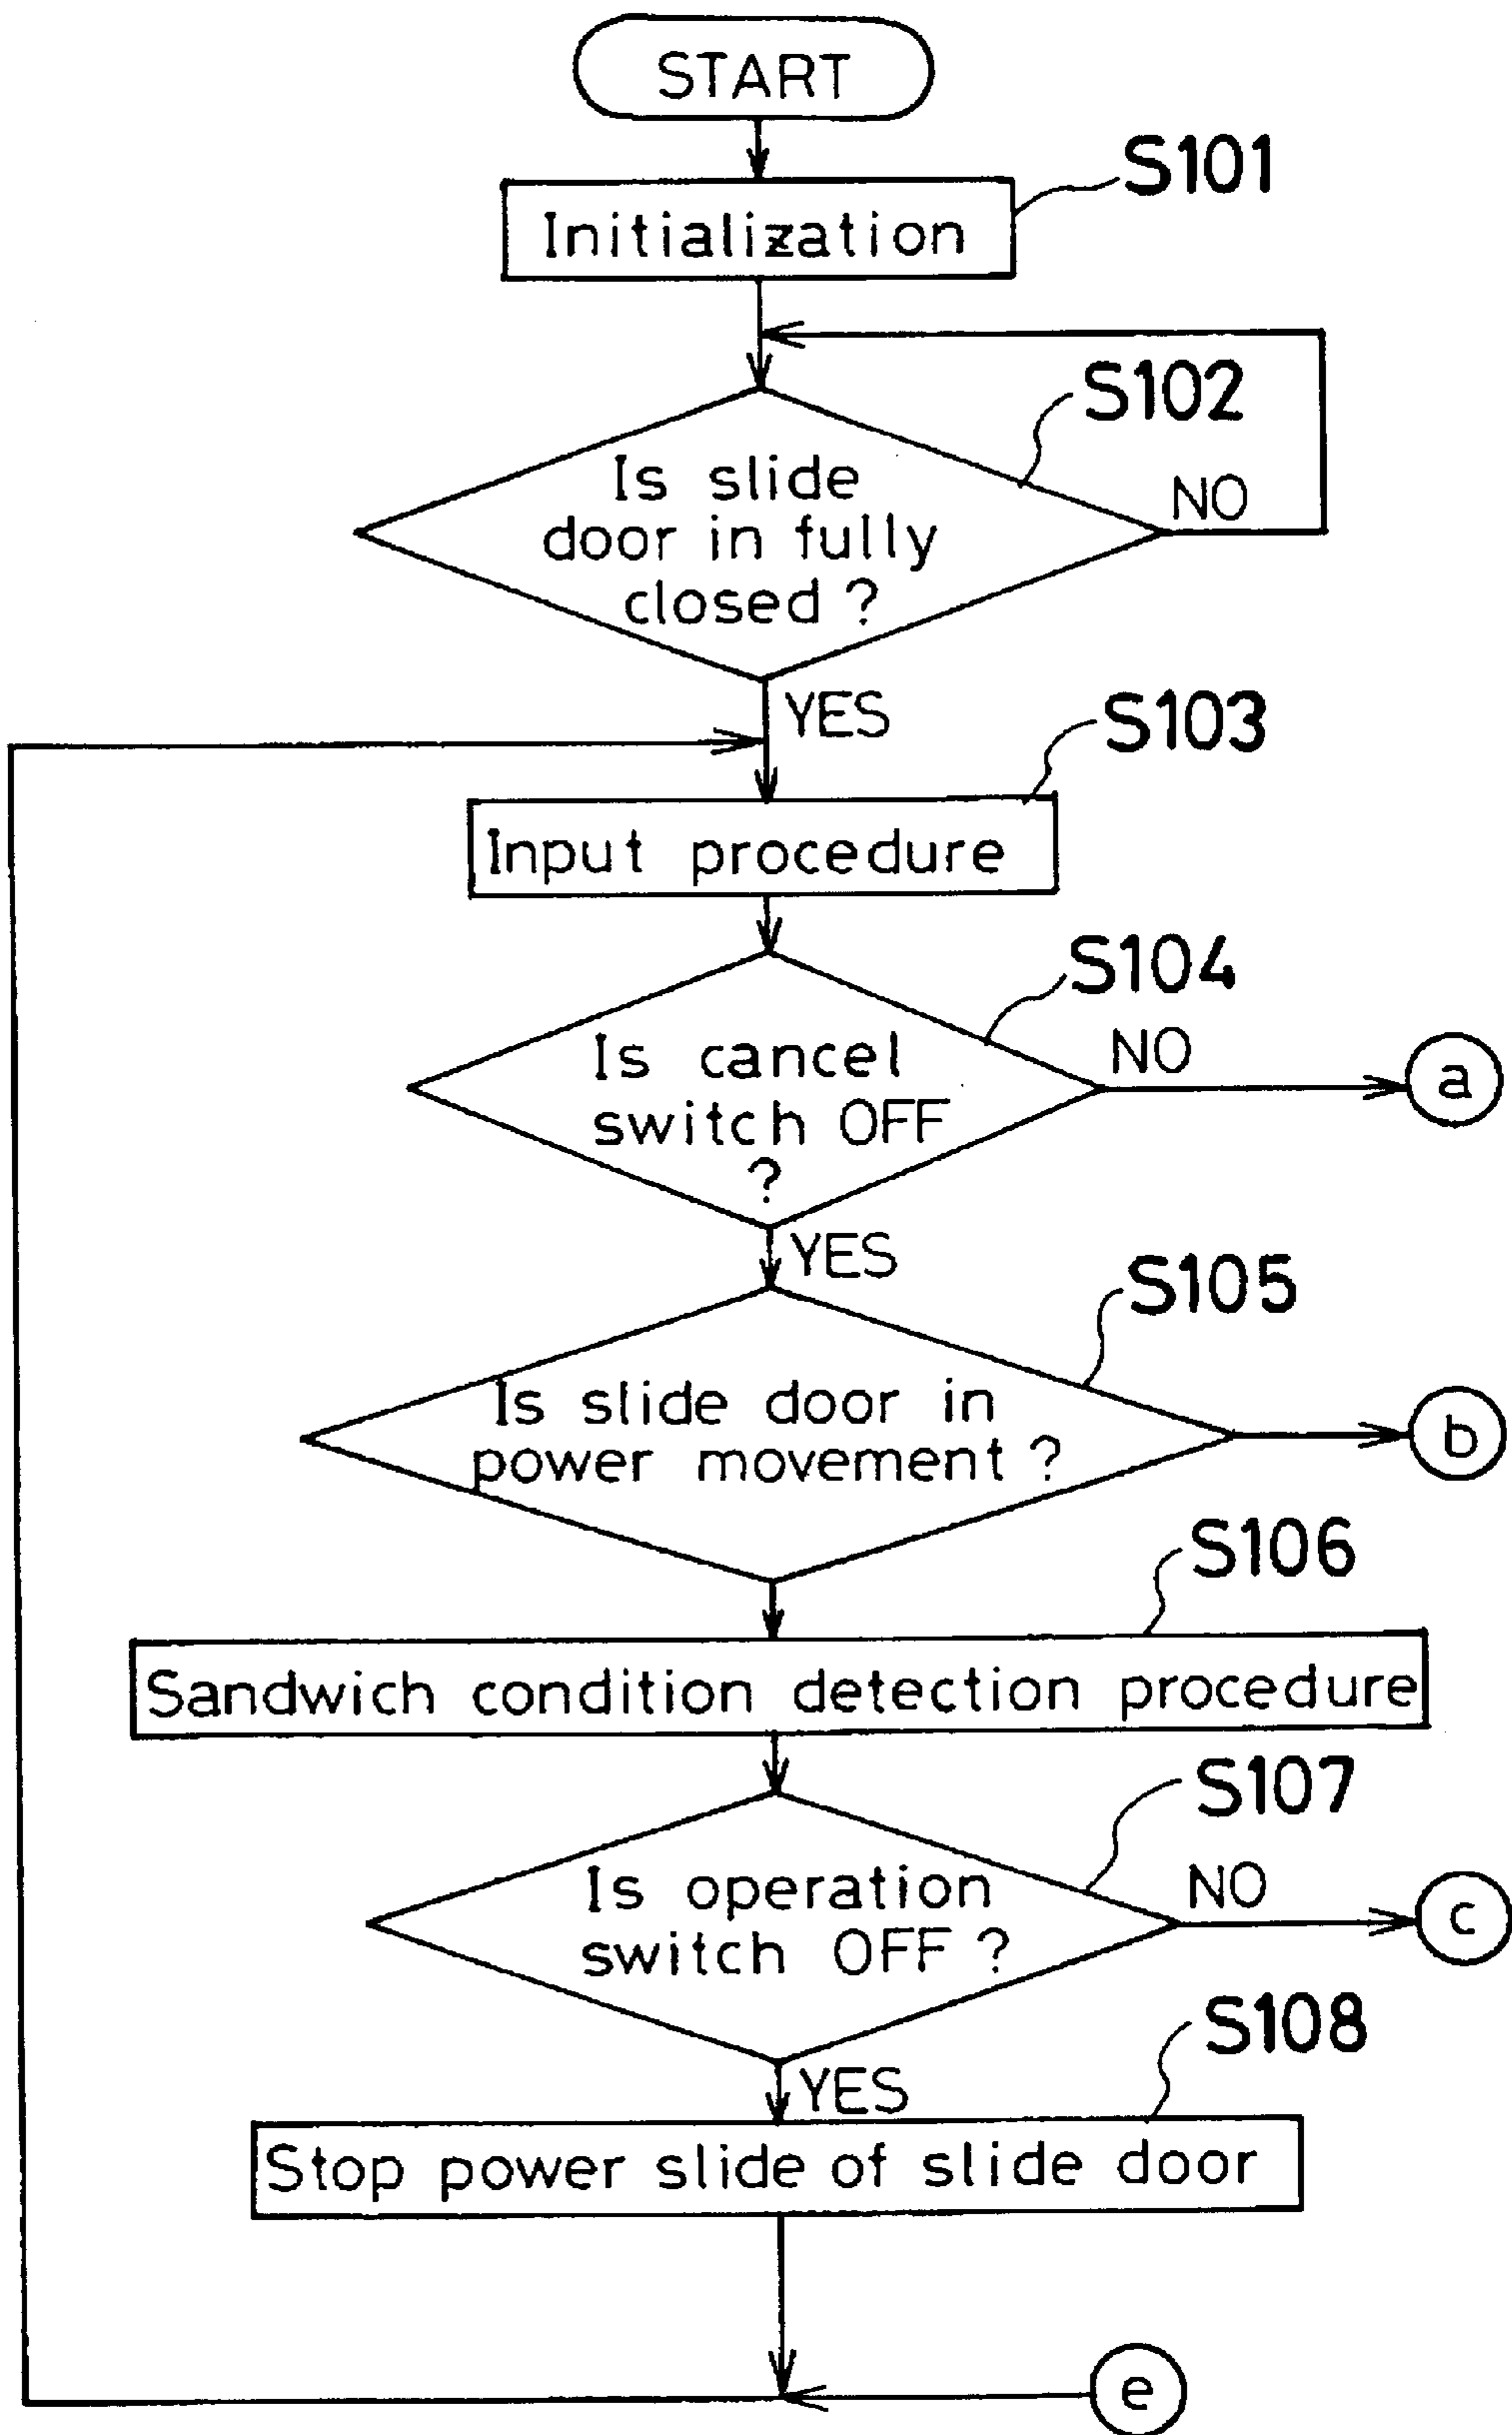 START
S101
Initialization
S102
Is slide
door in fully
closed ?
NO
YES
S103
Input procedure
S104
Is cancel
switch OFF
?
NO
a
YES
S105
Is slide door in
power movement ?
b
S106
Sandwich condition detection procedure
S107
Is operation
switch OFF ?
NO
c
YES
S108
Stop power slide of slide door
e